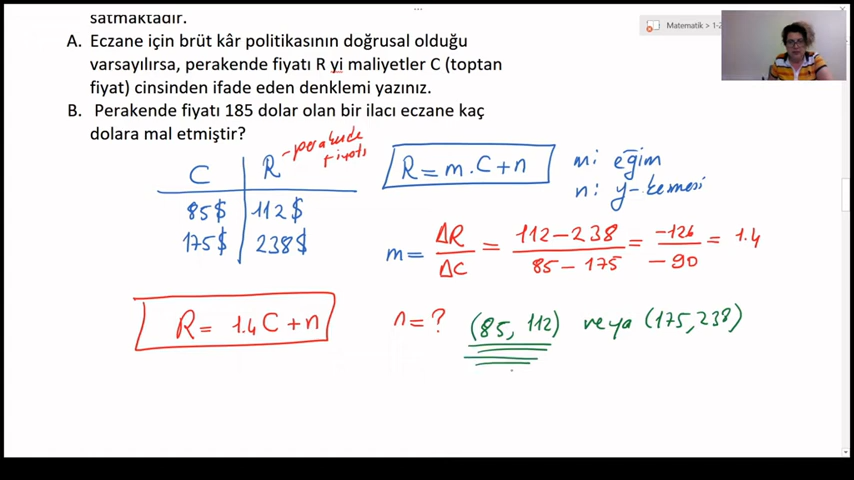 satmaktadır.
Matematik > 1-2
A. Eczane için brüt kâr politikasının doğrusal olduğu
varsayılırsa, perakende fiyatı R yi maliyetler C (toptan
fiyat) cinsinden ifade eden denklemi yazınız.
B. Perakende fiyatı 185 dolar olan bir ilacı eczane kaç
dolara mal etmiştir?
C R - perakende fiyatı
85$ 112$
175$ 238$
R = m.C + n
m: eğim
n: y-kesmesi
m = ΔR/ΔC = 112 - 238 / 85 - 175 = -126 / -90 = 1.4
R = 1.4C + n
n = ? (85, 112) veya (175, 238)